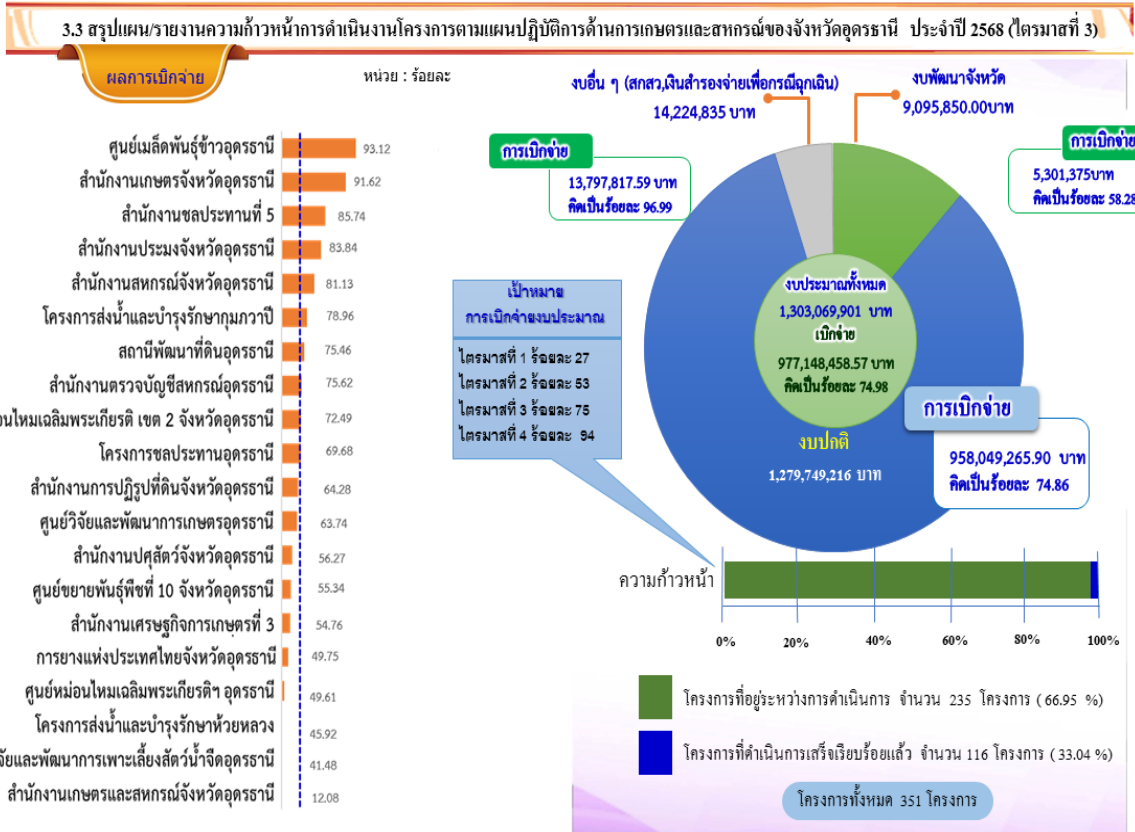 3.3 สรุปแผน/รายงานความก้าวหน้าการดำเนินงานโครงการตามแผนปฏิบัติการด้านการเกษตรและสหกรณ์ของจังหวัดอุดรธานี ประจำปี 2568 (ไตรมาสที่ 3)
ผลการเบิกจ่าย
หน่วย : ร้อยละ
ศูนย์เมล็ดพันธุ์ข้าวอุดรธานี 93.12
สำนักงานเกษตรจังหวัดอุดรธานี 91.62
สำนักงานชลประทานที่ 5 85.74
สำนักงานประมงจังหวัดอุดรธานี 83.84
สำนักงานสหกรณ์จังหวัดอุดรธานี 81.13
โครงการส่งน้ำและบำรุงรักษากุมภวาปี 78.96
สถานีพัฒนาที่ดินอุดรธานี 75.46
สำนักงานตรวจบัญชีสหกรณ์อุดรธานี 75.62
อนไหมเฉลิมพระเกียรติ เขต 2 จังหวัดอุดรธานี 72.49
โครงการชลประทานอุดรธานี 69.68
สำนักงานการปฏิรูปที่ดินจังหวัดอุดรธานี 64.28
ศูนย์วิจัยและพัฒนาการเกษตรอุดรธานี 63.74
สำนักงานปศุสัตว์จังหวัดอุดรธานี 56.27
ศูนย์ขยายพันธุ์พืชที่ 10 จังหวัดอุดรธานี 55.34
สำนักงานเศรษฐกิจการเกษตรที่ 3 54.76
การยางแห่งประเทศไทยจังหวัดอุดรธานี 49.75
ศูนย์หม่อนไหมเฉลิมพระเกียรติฯ อุดรธานี 49.61
โครงการส่งน้ำและบำรุงรักษาห้วยหลวง 45.92
จัยและพัฒนาการเพาะเลี้ยงสัตว์น้ำจืดอุดรธานี 41.48
สำนักงานเกษตรและสหกรณ์จังหวัดอุดรธานี 12.08
งบอื่น ๆ (สกสว,เงินสำรองจ่ายเพื่อกรณีฉุกเฉิน)
14,224,835 บาท
งบพัฒนาจังหวัด
9,095,850.00บาท
การเบิกจ่าย
13,797,817.59 บาท
คิดเป็นร้อยละ 96.99
การเบิกจ่าย
5,301,375บาท
คิดเป็นร้อยละ 58.28
เป้าหมาย
การเบิกจ่ายงบประมาณ
ไตรมาสที่ 1 ร้อยละ 27
ไตรมาสที่ 2 ร้อยละ 53
ไตรมาสที่ 3 ร้อยละ 75
ไตรมาสที่ 4 ร้อยละ 94
งบประมาณทั้งหมด
1,303,069,901 บาท
เบิกจ่าย
977,148,458.57 บาท
คิดเป็นร้อยละ 74.98
งบปกติ
1,279,749,216 บาท
การเบิกจ่าย
958,049,265.90 บาท
คิดเป็นร้อยละ 74.86
ความก้าวหน้า
0% 20% 40% 60% 80% 100%
โครงการที่อยู่ระหว่างการดำเนินการ จำนวน 235 โครงการ ( 66.95 %)
โครงการที่ดำเนินการเสร็จเรียบร้อยแล้ว จำนวน 116 โครงการ ( 33.04 %)
โครงการทั้งหมด 351 โครงการ